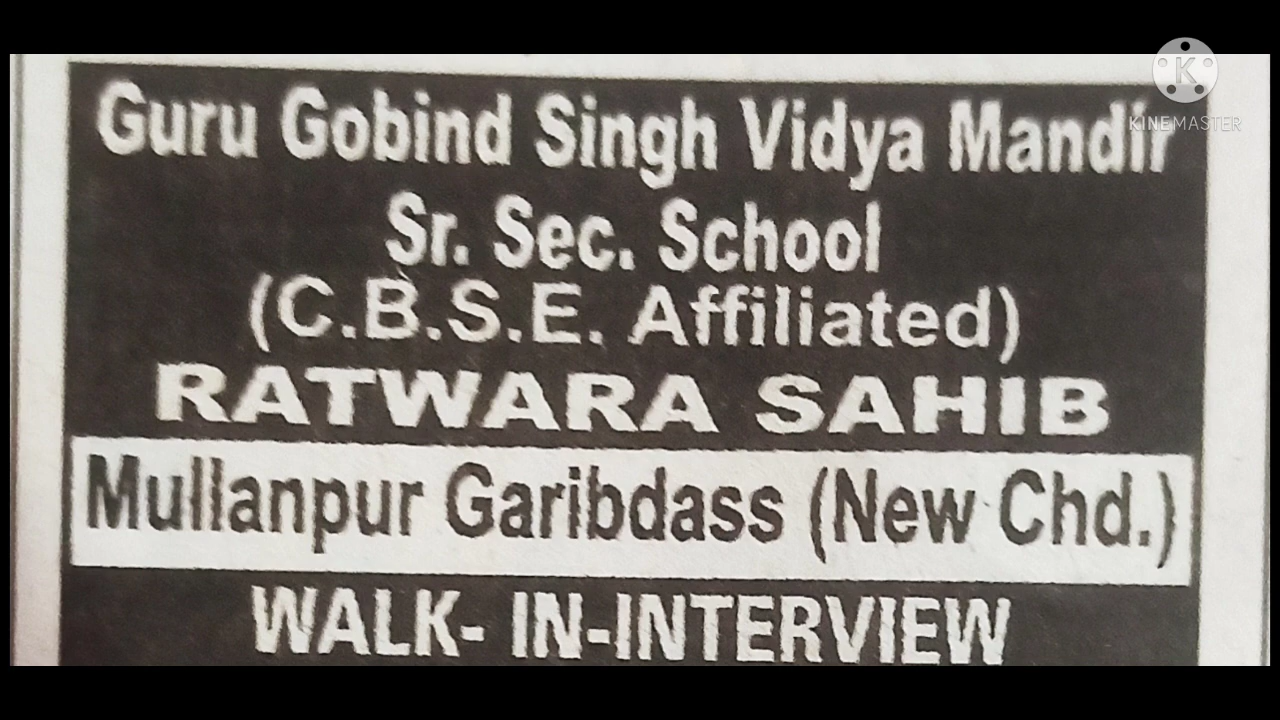 Guru Gobind Singh Vidya Mandir
Sr. Sec. School
(C.B.S.E. Affiliated)
RATWARA SAHIB
Mullanpur Garibdass (New Chd.)
WALK- IN-INTERVIEW
K
KINEMASTER